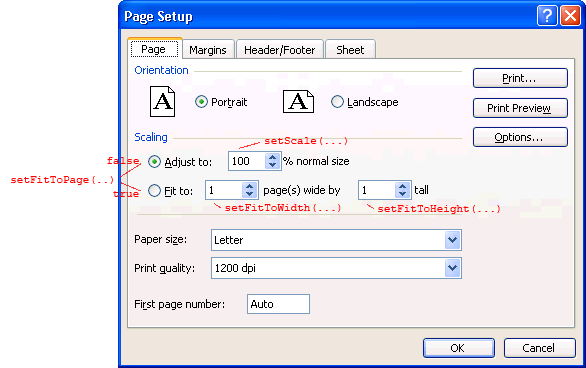 Page Setup
Page Margins Header/Footer Sheet
Orientation
A Portrait A Landscape
Print...
Print Preview
Options...
Scaling
setScale(...)
false Adjust to: 100 % normal size
setFitToPage(..)
true Fit to: 1 page(s) wide by 1 tall
setFitToWidth(...) setFitToHeight(...)
Paper size: Letter
Print quality: 1200 dpi
First page number: Auto
OK Cancel